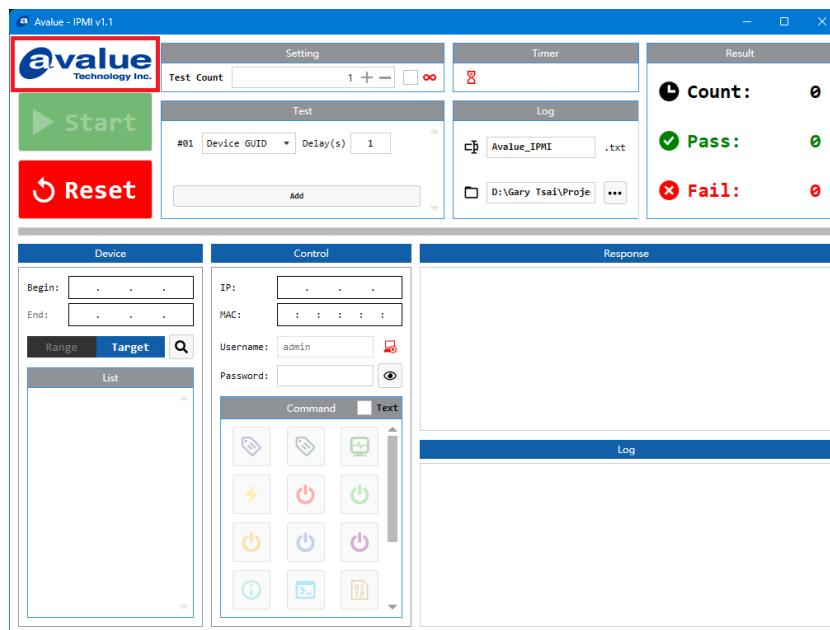 Avalue - IPMI v1.1
avalue
Technology Inc.
Start
Reset
Setting
Test Count 1
Test
#01 Device GUID Delay(s) 1
Add
Timer
Log
Avalue_IPMI .txt
D:\Gary Tsai\Proje
Result
Count: 0
Pass: 0
Fail: 0
Device
Begin: . . .
End: . . .
Range Target
List
Control
IP: . . .
MAC: : : : : :
Username: admin
Password:
Command Text
Response
Log